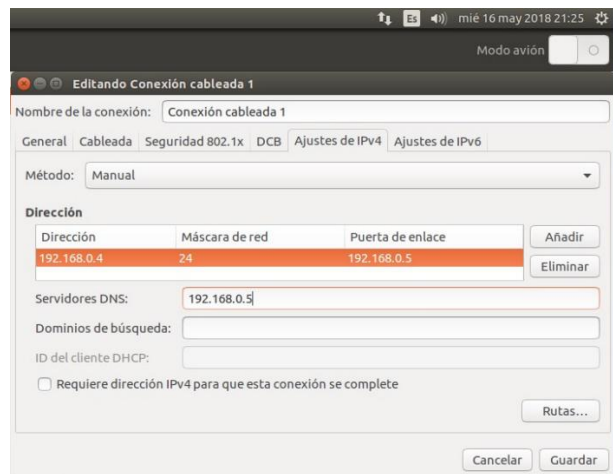 Es mié 16 may 2018 21:25
Modo avión
Editando Conexión cableada 1
Nombre de la conexión: Conexión cableada 1
General Cableada Seguridad 802.1x DCB Ajustes de IPv4 Ajustes de IPv6
Método: Manual
Dirección
Dirección Máscara de red Puerta de enlace Añadir
192.168.0.4 24 192.168.0.5
Eliminar
Servidores DNS: 192.168.0.5
Dominios de búsqueda:
ID del cliente DHCP:
Requiere dirección IPv4 para que esta conexión se complete
Rutas...
Cancelar Guardar